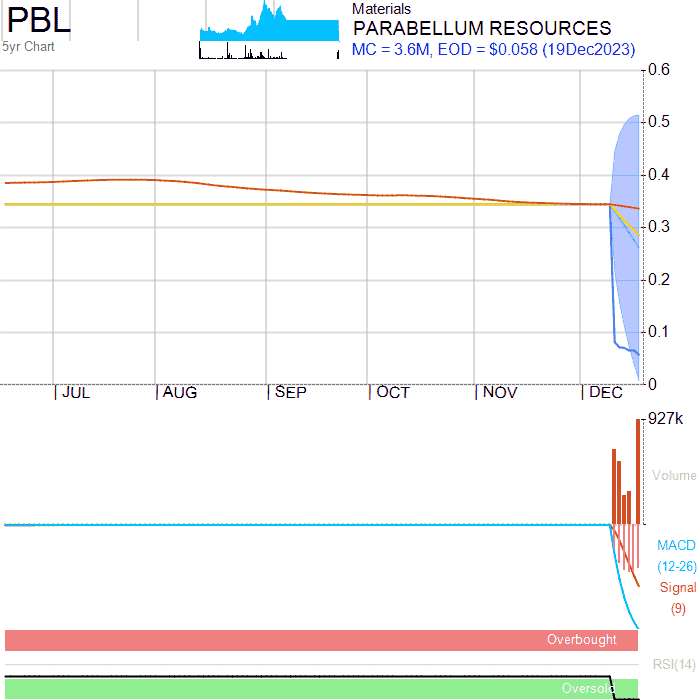 PBL
5yr Chart
Materials
PARABELLUM RESOURCES
MC = 3.6M, EOD = $0.058 (19Dec2023)
0.6
0.5
0.4
0.3
0.2
0.1
0
JUL AUG SEP OCT NOV DEC
927k
Volume
MACD
(12-26)
Signal
(9)
Overbought
RSI(14)
Oversold